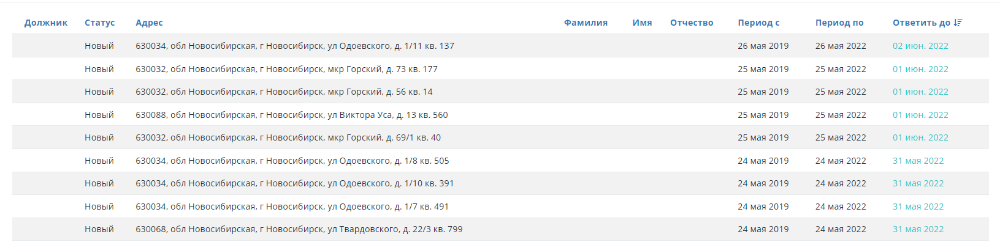 Должник Статус Адрес Фамилия Имя Отчество Период с Период по Ответить до
Новый 630034, обл Новосибирская, г Новосибирск, ул Одоевского, д. 1/11 кв. 137 26 мая 2019 26 мая 2022 02 июн. 2022
Новый 630032, обл Новосибирская, г Новосибирск, мкр Горский, д. 73 кв. 177 25 мая 2019 25 мая 2022 01 июн. 2022
Новый 630032, обл Новосибирская, г Новосибирск, мкр Горский, д. 56 кв. 14 25 мая 2019 25 мая 2022 01 июн. 2022
Новый 630088, обл Новосибирская, г Новосибирск, ул Виктора Уса, д. 13 кв. 560 25 мая 2019 25 мая 2022 01 июн. 2022
Новый 630032, обл Новосибирская, г Новосибирск, мкр Горский, д. 69/1 кв. 40 25 мая 2019 25 мая 2022 01 июн. 2022
Новый 630034, обл Новосибирская, г Новосибирск, ул Одоевского, д. 1/8 кв. 505 24 мая 2019 24 мая 2022 31 мая 2022
Новый 630034, обл Новосибирская, г Новосибирск, ул Одоевского, д. 1/10 кв. 391 24 мая 2019 24 мая 2022 31 мая 2022
Новый 630034, обл Новосибирская, г Новосибирск, ул Одоевского, д. 1/7 кв. 491 24 мая 2019 24 мая 2022 31 мая 2022
Новый 630068, обл Новосибирская, г Новосибирск, ул Твардовского, д. 22/3 кв. 799 24 мая 2019 24 мая 2022 31 мая 2022